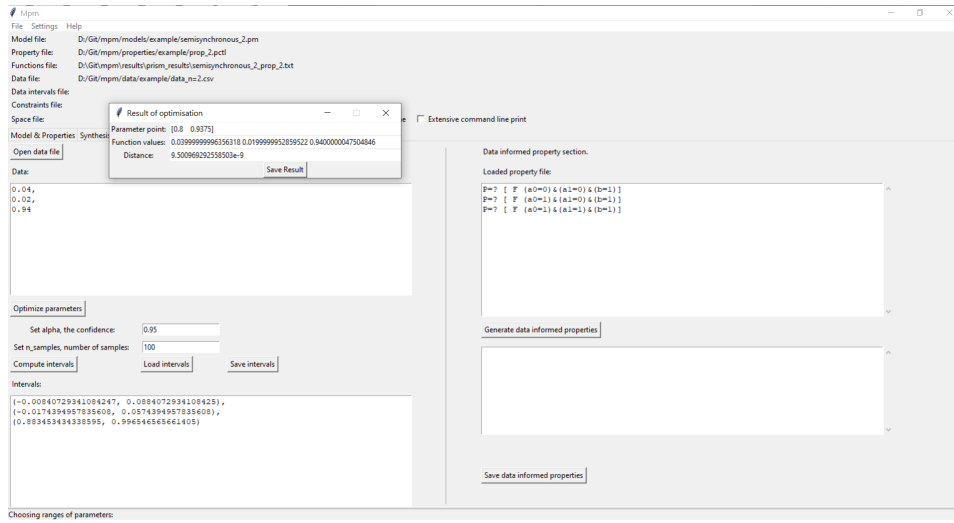 Mpm
File Settings Help
Model file: D:/Git/mpm/models/example/semisynchronous_2.pm
Property file: D:/Git/mpm/properties/example/prop_2.pctl
Functions file: D:\Git\mpm\results\prism_results\semisynchronous_2_prop_2.txt
Data file: D:/Git/mpm/data/example/data_n=2.csv
Data intervals file:
Constraints file:
Space file:
Extensive command line print
Result of optimisation
Parameter point: [0.8 0.9375]
Function values: 0.03999999996356318 0.0199999952859522 0.9400000047504846
Distance: 9.500969292558503e-9
Save Result
Model & Properties
Open data file
Data:
0.04,
0.02,
0.94
Optimize parameters
Set alpha, the confidence: 0.95
Set n_samples, number of samples: 100
Compute intervals Load intervals Save intervals
Intervals:
(-0.00840729341084247, 0.0884072934108425),
(-0.0174394957835608, 0.0574394957835608),
(0.883453434338595, 0.996546565661405)
Data informed property section.
Loaded property file:
P=? [ F (a0=0)&(a1=0)&(b=1)]
P=? [ F (a0=1)&(a1=0)&(b=1)]
P=? [ F (a0=1)&(a1=1)&(b=1)]
Generate data informed properties
Save data informed properties
Choosing ranges of parameters: